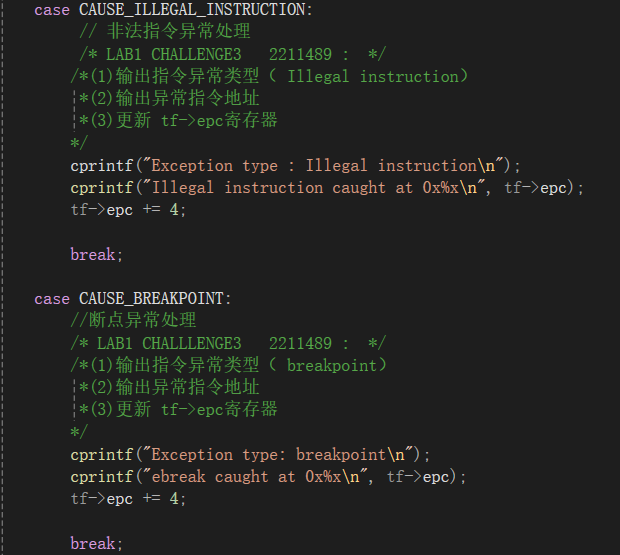 case CAUSE_ILLEGAL_INSTRUCTION:
// 非法指令异常处理
/* LAB1 CHALLENGE3   2211489 :  */
/*(1)输出指令异常类型（ Illegal instruction）
*(2)输出异常指令地址
*(3)更新 tf->epc寄存器
*/
cprintf("Exception type : Illegal instruction\n");
cprintf("Illegal instruction caught at 0x%x\n", tf->epc);
tf->epc += 4;
break;
case CAUSE_BREAKPOINT:
//断点异常处理
/* LAB1 CHALLLENGE3   2211489 :  */
/*(1)输出指令异常类型（ breakpoint）
*(2)输出异常指令地址
*(3)更新 tf->epc寄存器
*/
cprintf("Exception type: breakpoint\n");
cprintf("ebreak caught at 0x%x\n", tf->epc);
tf->epc += 4;
break;